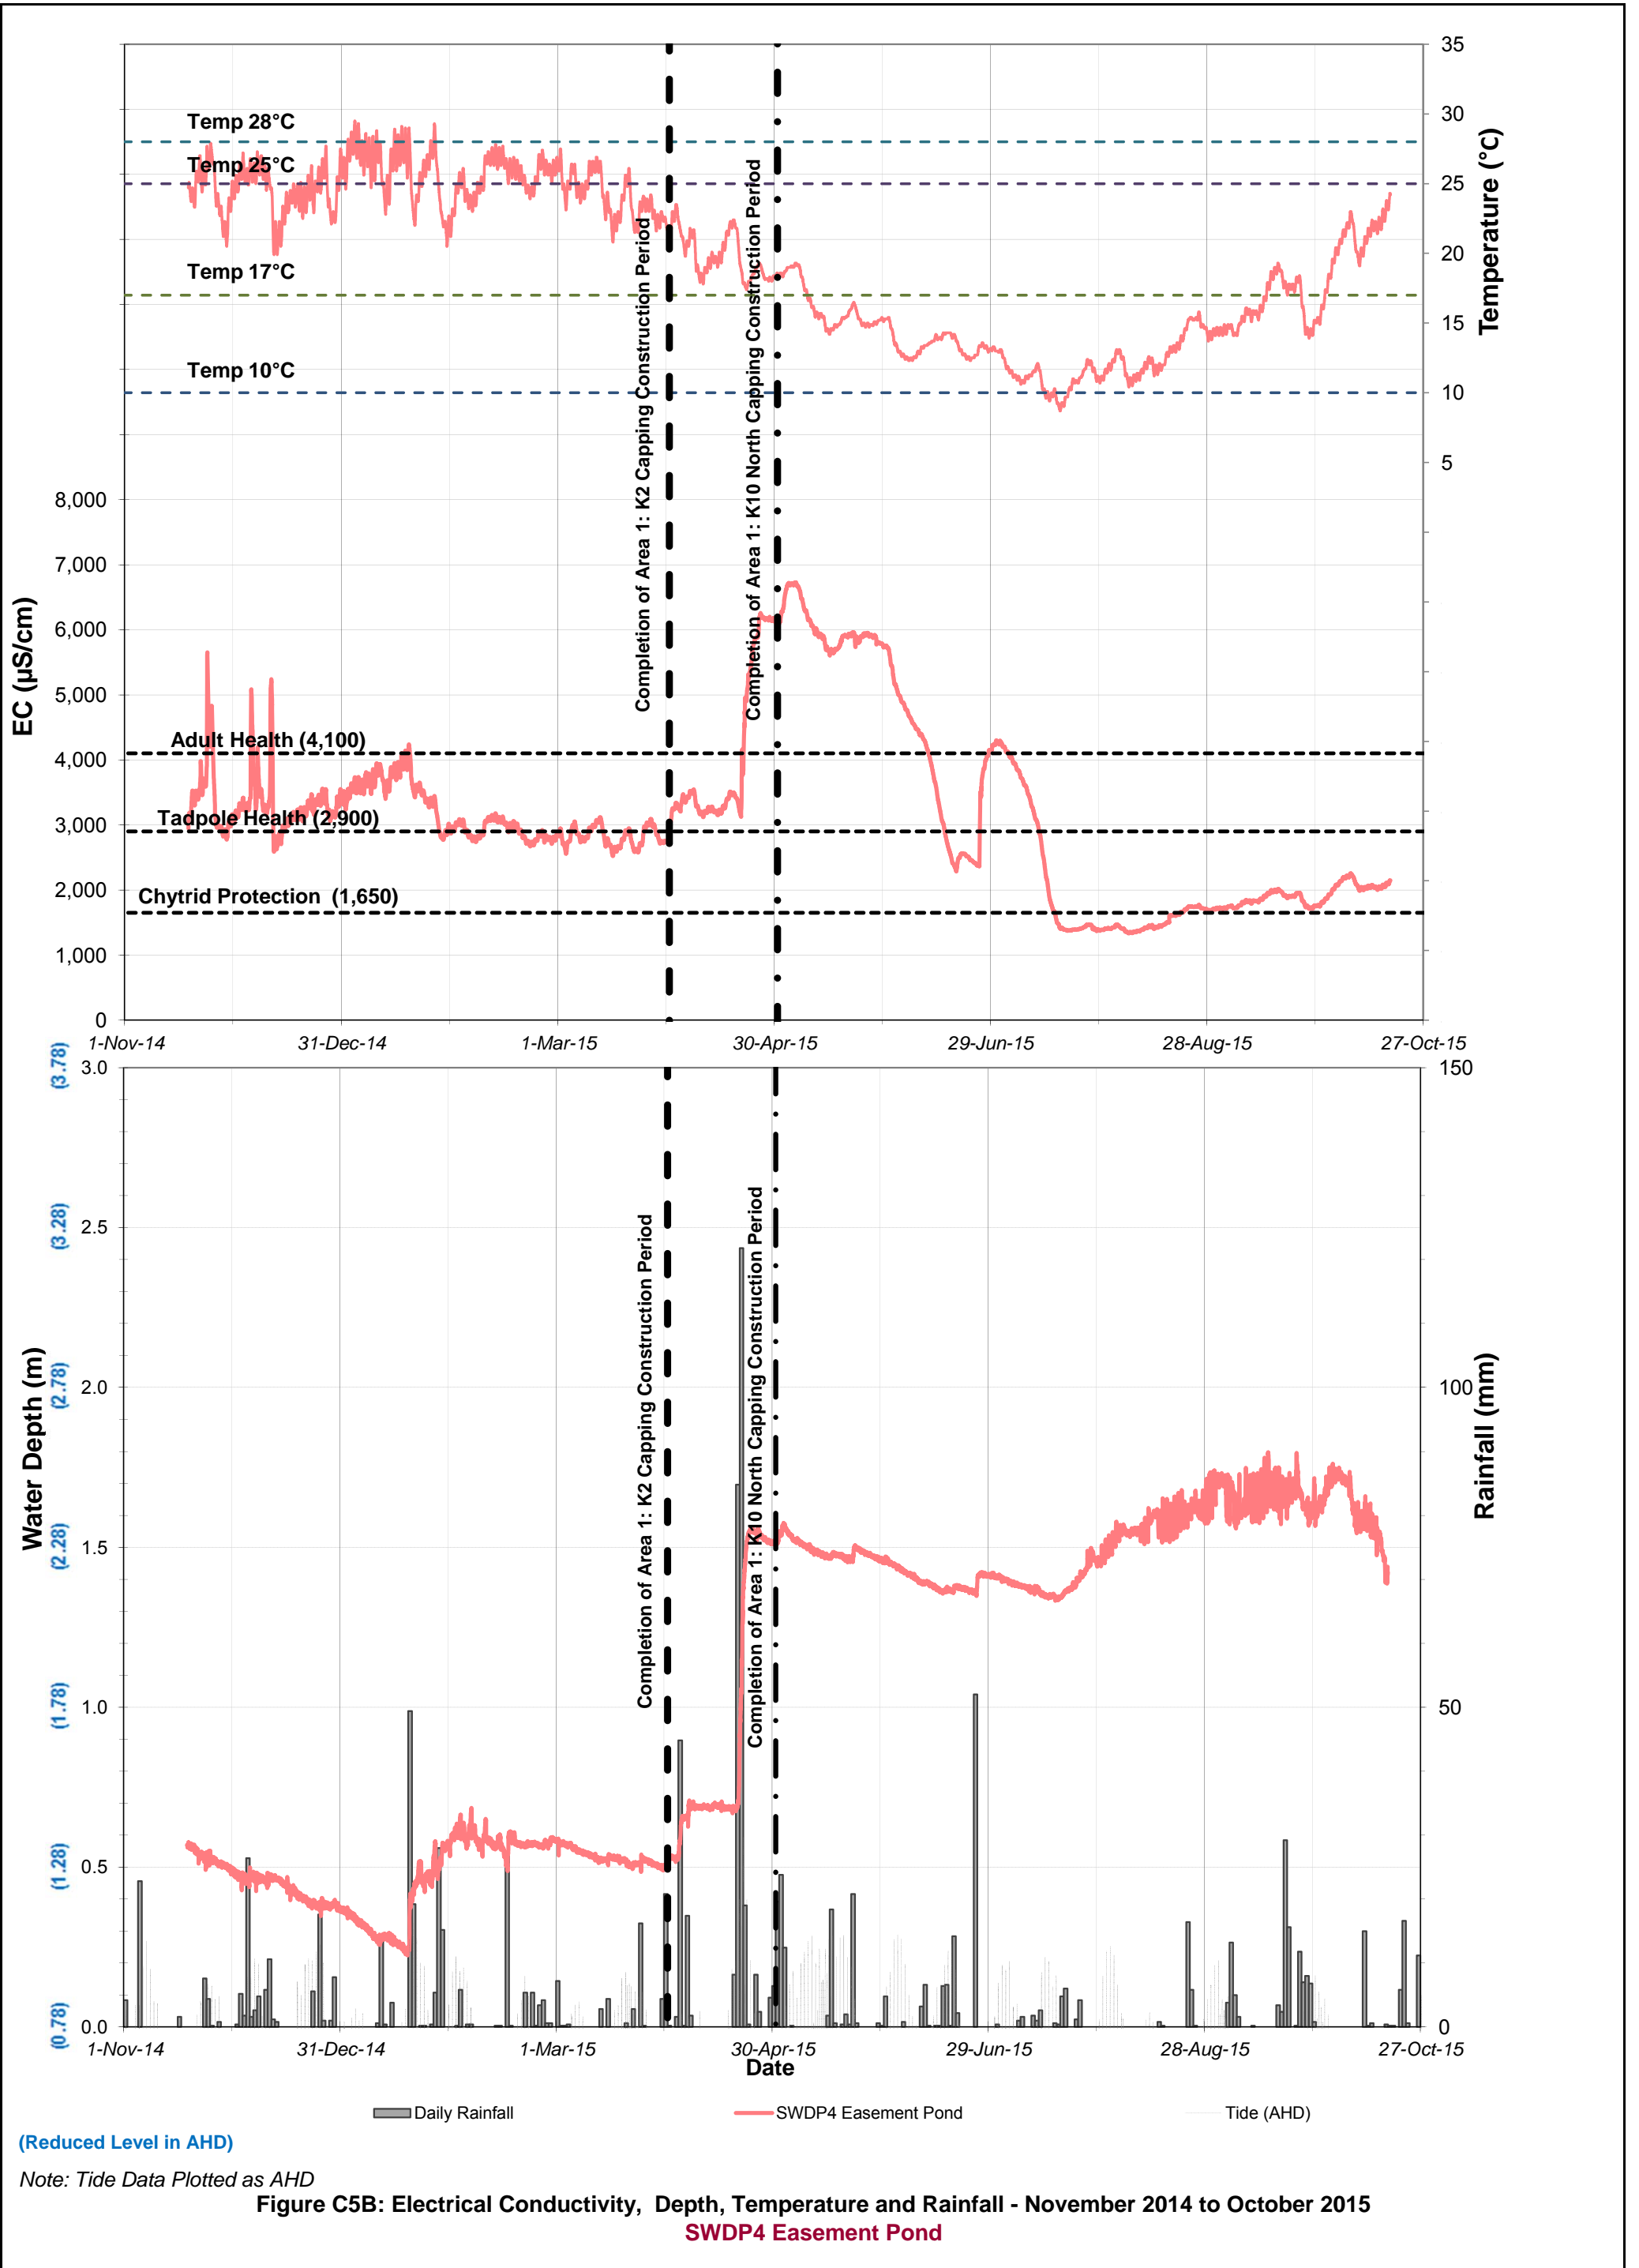 35
30
25
20
15
10
5
Temperature (°C)
Temp 28°C
Temp 25°C
Temp 17°C
Temp 10°C
Completion of Area 1: K2 Capping Construction Period
Completion of Area 1: K10 North Capping Construction Period
8,000
7,000
6,000
5,000
4,000
3,000
2,000
1,000
0
EC (µS/cm)
Adult Health (4,100)
Tadpole Health (2,900)
Chytrid Protection (1,650)
1-Nov-14
31-Dec-14
1-Mar-15
30-Apr-15
29-Jun-15
28-Aug-15
27-Oct-15
(3.78)
(3.28)
(2.78)
(2.28)
(1.78)
(1.28)
(0.78)
3.0
2.5
2.0
1.5
1.0
0.5
0.0
Water Depth (m)
Completion of Area 1: K2 Capping Construction Period
Completion of Area 1: K10 North Capping Construction Period
150
100
50
0
Rainfall (mm)
1-Nov-14
31-Dec-14
1-Mar-15
30-Apr-15
29-Jun-15
28-Aug-15
27-Oct-15
Date
Daily Rainfall
SWDP4 Easement Pond
Tide (AHD)
(Reduced Level in AHD)
Note: Tide Data Plotted as AHD
Figure C5B: Electrical Conductivity, Depth, Temperature and Rainfall - November 2014 to October 2015
SWDP4 Easement Pond